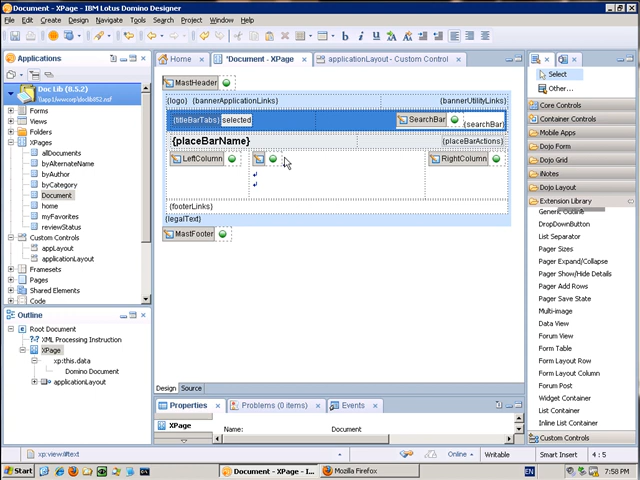 Document - XPage - IBM Lotus Domino Designer
File Edit Create Design Navigate Tools Search Project Window Help
Navigate Tools
Applications
Doc Lib (8.5.2)
Forms
Views
Folders
XPages
allDocuments
byAlternateName
byAuthor
byCategory
Document
home
myFavorites
reviewStatus
Custom Controls
appLayout
applicationLayout
Framesets
Pages
Shared Elements
Code
Outline
Root Document
XML Processing Instruction
XPage
xp:this.data
Domino Document
applicationLayout
Home
*Document - XPage
applicationLayout - Custom Control
MastHeader
{logo} {bannerApplicationLinks} {bannerUtilityLinks}
{titleBarTabs} selected SearchBar {searchBar}
{placeBarName} {placeBarActions}
LeftColumn RightColumn
{footerLinks}
{legalText}
MastFooter
Design Source
Properties Problems (0 items) Events
XPage Name: Document
Select
Other...
Core Controls
Container Controls
Mobile Apps
Dojo Form
Dojo Grid
iNotes
Dojo Layout
Extension Library
Generic Outline
DropDownButton
List Separator
Pager Sizes
Pager Expand/Collapse
Pager Show/Hide Details
Pager Add Rows
Pager Save State
Multi-image
Data View
Forum View
Form Table
Form Layout Row
Form Layout Column
Forum Post
Widget Container
List Container
Inline List Container
Custom Controls
xp:view/#text Online Writable Smart Insert 4 : 5
Start Document - XPage - I... Mozilla Firefox EN 7:58 PM